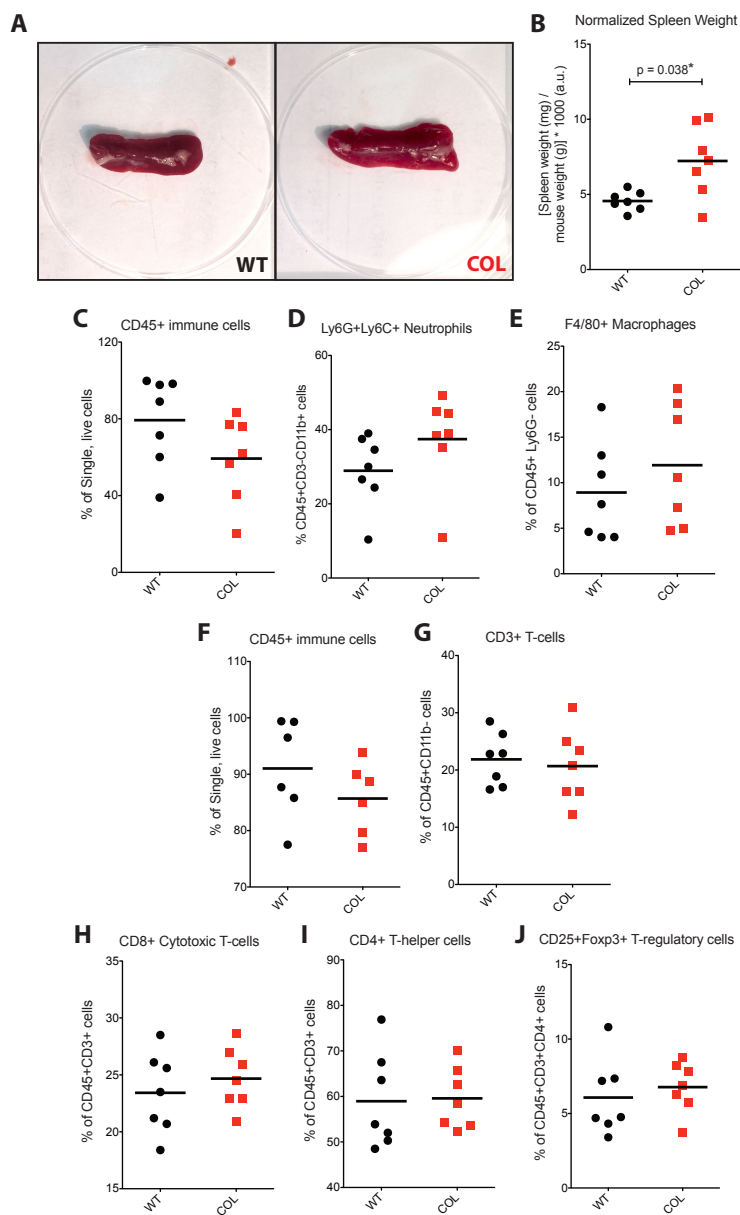 A
WT
COL
B
Normalized Spleen Weight
[Spleen weight (mg) /
mouse weight (g)] * 1000 (a.u.)
15
10
5
0
p = 0.038*
WT
COL
C
CD45+ immune cells
% of Single, live cells
120
80
40
0
WT
COL
D
Ly6G+Ly6C+ Neutrophils
% CD45+CD3-CD11b+ cells
60
40
20
0
WT
COL
E
F4/80+ Macrophages
% of CD45+ Ly6G- cells
25
20
15
10
5
0
WT
COL
F
CD45+ immune cells
% of Single, live cells
110
100
90
80
70
WT
COL
G
CD3+ T-cells
% of CD45+CD11b- cells
40
30
20
10
0
WT
COL
H
CD8+ Cytotoxic T-cells
% of CD45+CD3+ cells
35
31
27
23
19
15
WT
COL
I
CD4+ T-helper cells
% of CD45+CD3+ cells
90
80
70
60
50
40
WT
COL
J
CD25+Foxp3+ T-regulatory cells
% of CD45+CD3+CD4+ cells
15
10
5
0
WT
COL